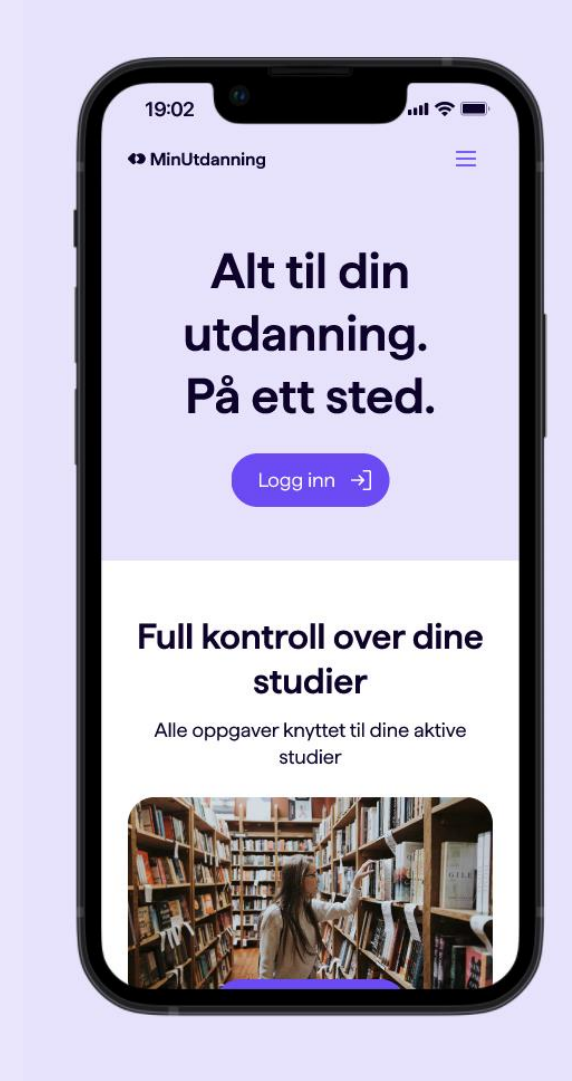 19:02
MinUtdanning
Alt til din
utdanning.
På ett sted.
Logg inn
Full kontroll over dine
studier
Alle oppgaver knyttet til dine aktive
studier
GILE